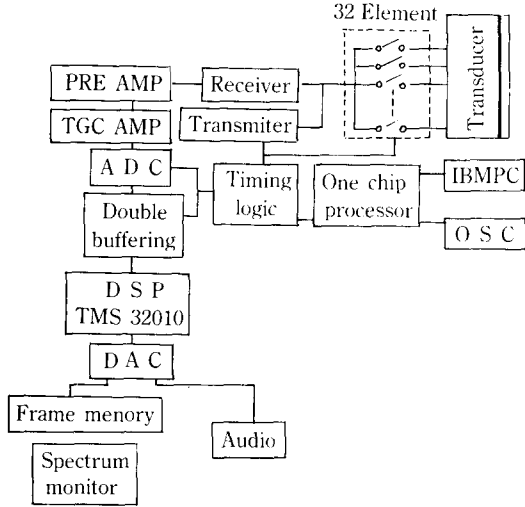 32 Element
PRE AMP
Receiver
Transducer
TGC AMP
Transmiter
A D C
Timing
logic
One chip
processor
IBMPC
Double
buffering
O S C
D S P
TMS 32010
D A C
Frame menory
Audio
Spectrum
monitor